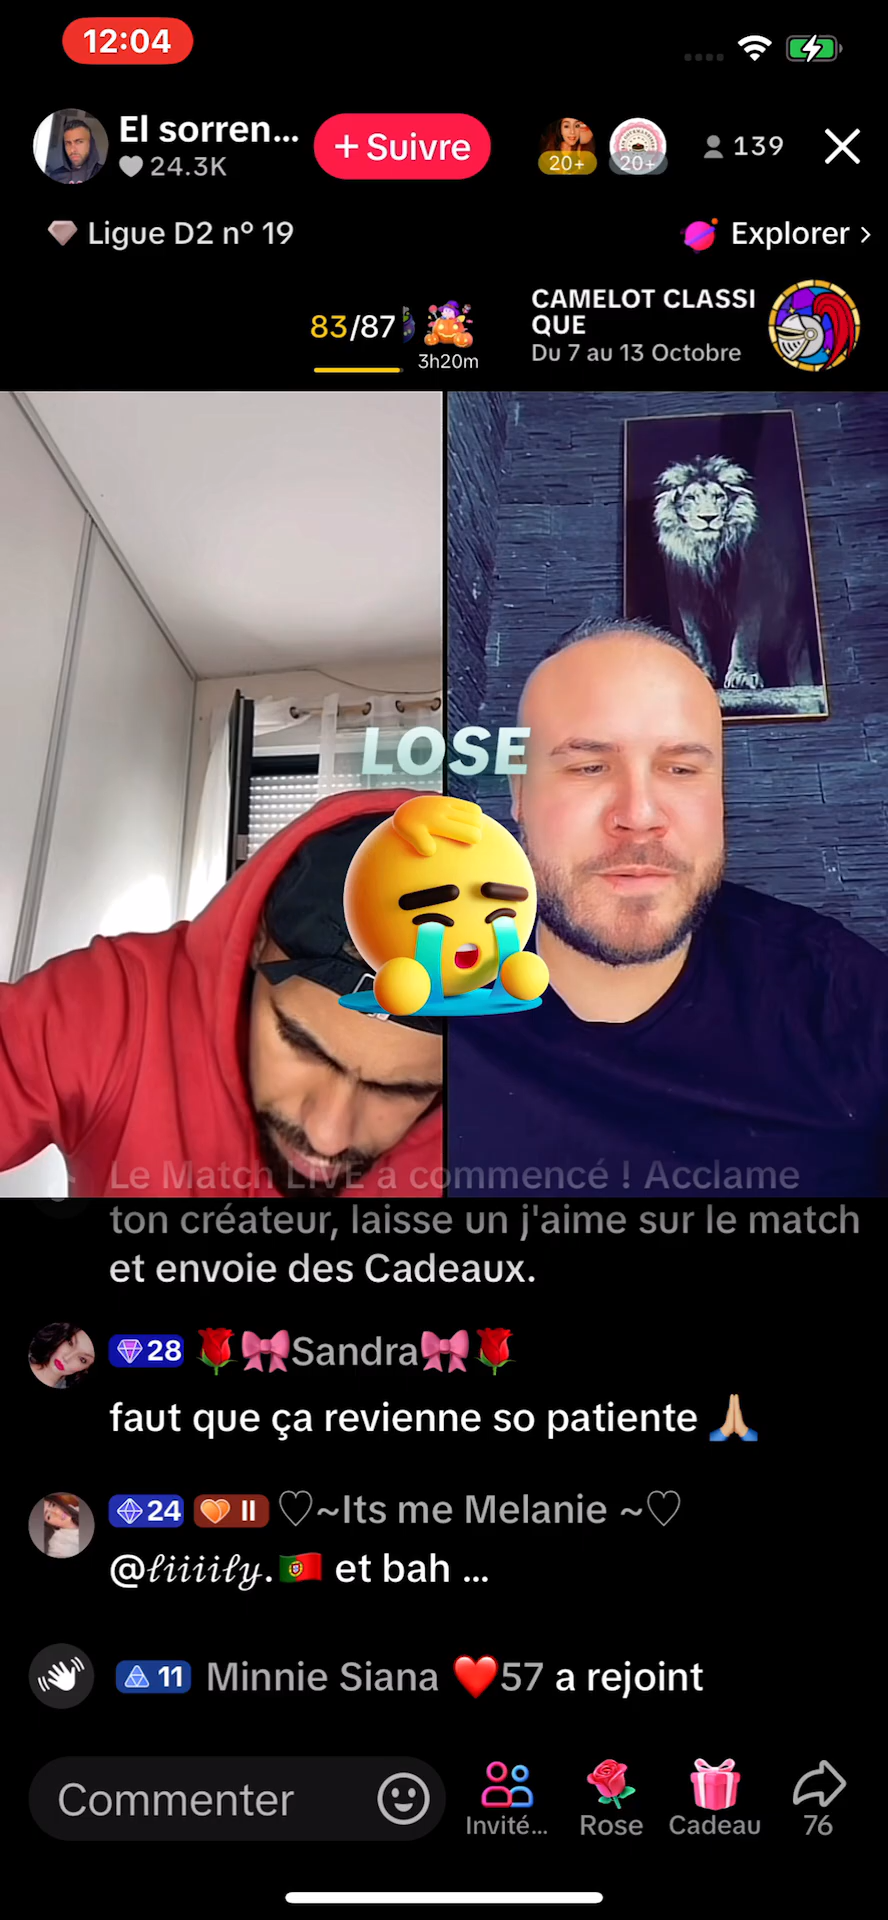 12:04
El sorren...
24.3K
+ Suivre
20+
20+
139
Ligue D2 nº 19
Explorer >
83/87
3h20m
CAMELOT CLASSI
QUE
Du 7 au 13 Octobre
LOSE
Le Match LIVE a commencé ! Acclame
ton créateur, laisse un j'aime sur le match
et envoie des Cadeaux.
28 🌹🎀Sandra🎀🌹
faut que ça revienne so patiente 🙏🏼
24 II ♡~Its me Melanie ~♡
@𝓁𝒾𝒾𝒾𝒾𝓁𝓎.🇵🇹 et bah ...
11 Minnie Siana ❤️57 a rejoint
Commenter
Invité...
Rose
Cadeau
76